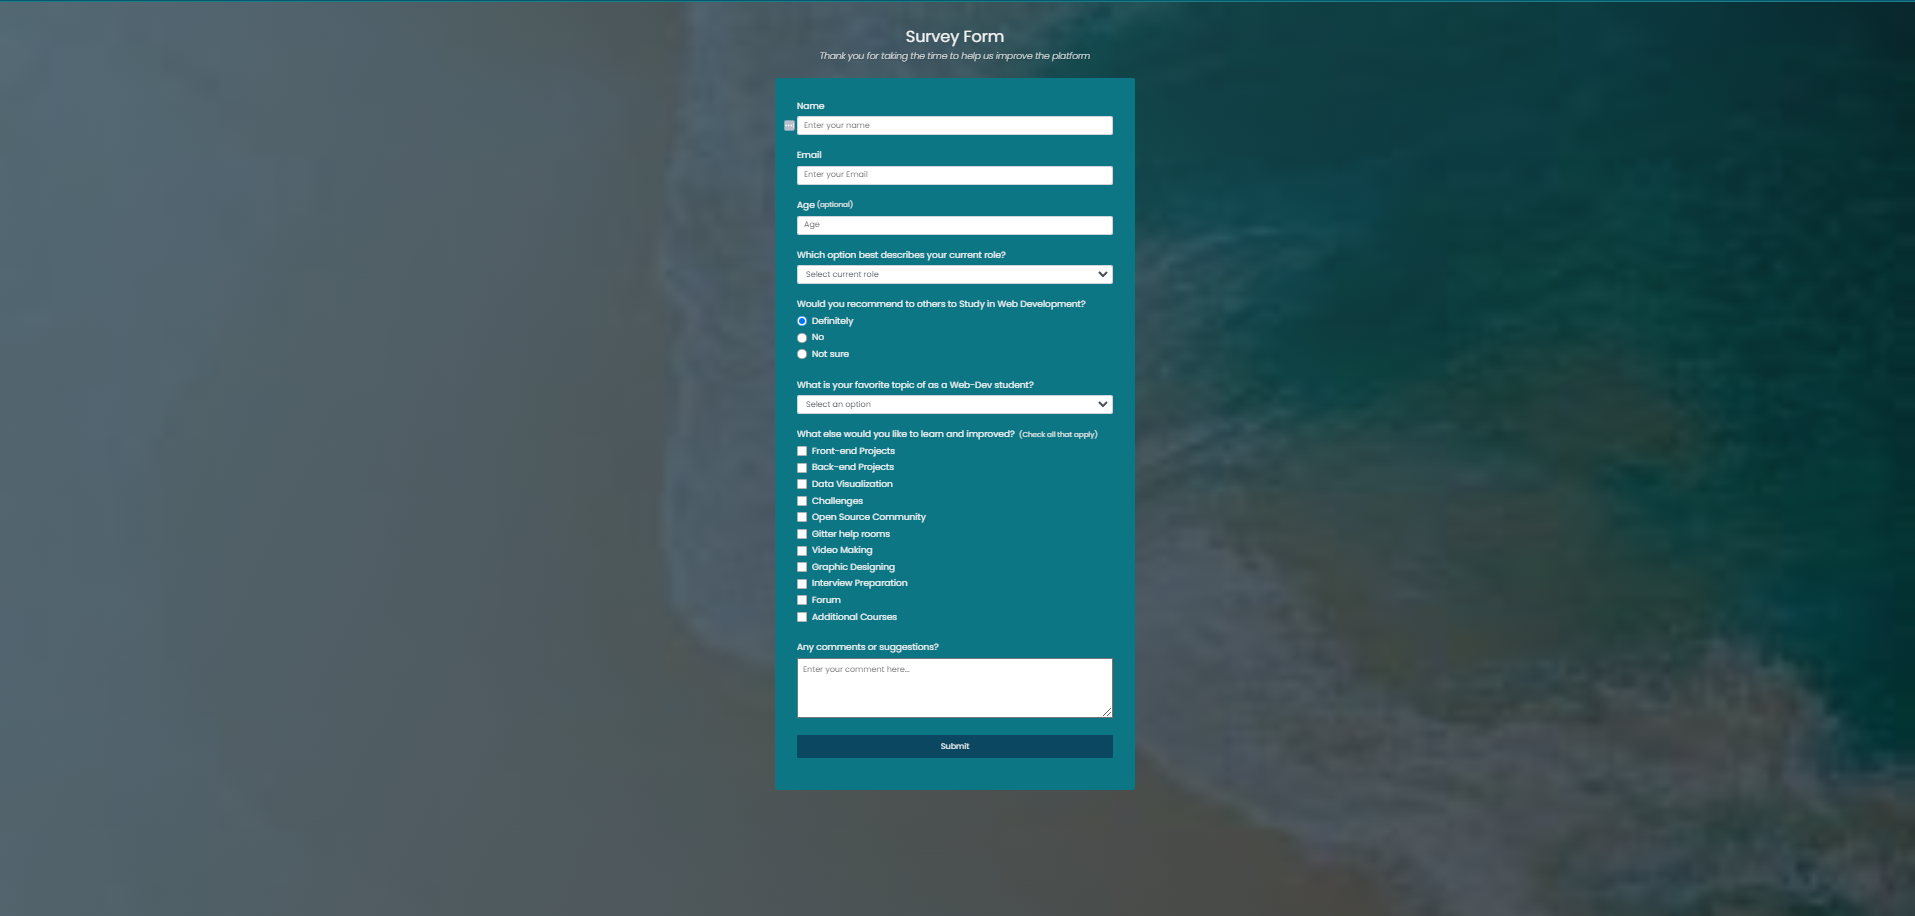 Survey Form
Thank you for taking the time to help us improve the platform
Name
Enter your name
Email
Enter your Email
Age (optional)
Age
Which option best describes your current role?
Select current role
Would you recommend to others to Study in Web Development?
Definitely
No
Not sure
What is your favorite topic of as a Web-Dev student?
Select an option
What else would you like to learn and improved? (Check all that apply)
Front-end Projects
Back-end Projects
Data Visualization
Challenges
Open Source Community
Gitter help rooms
Video Making
Graphic Designing
Interview Preparation
Forum
Additional Courses
Any comments or suggestions?
Enter your comment here...
Submit